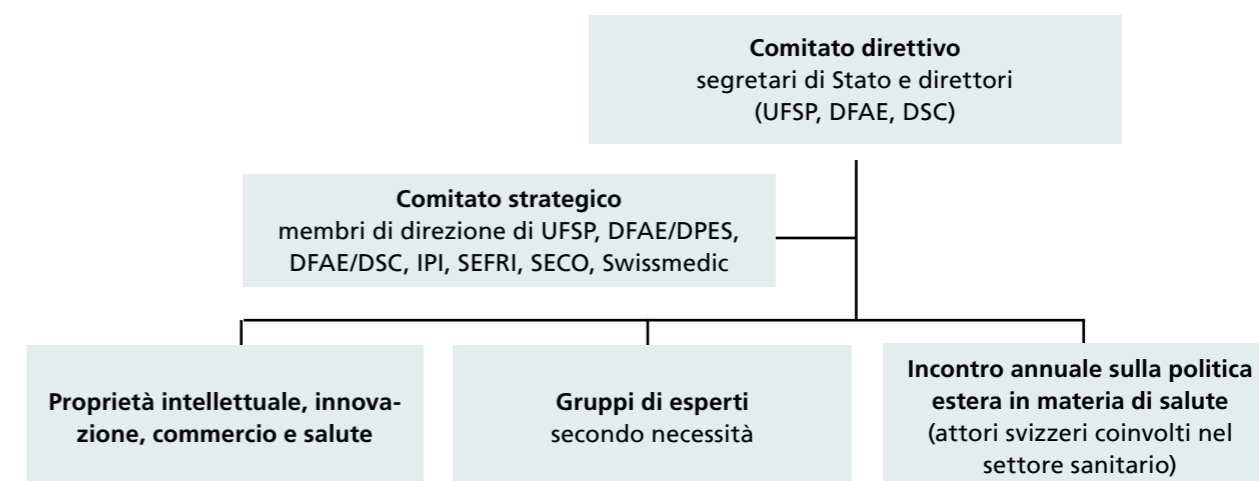 Comitato direttivo
segretari di Stato e direttori
(UFSP, DFAE, DSC)
Comitato strategico
membri di direzione di UFSP, DFAE/DPES,
DFAE/DSC, IPI, SEFRI, SECO, Swissmedic
Proprietà intellettuale, innova-
zione, commercio e salute
Gruppi di esperti
secondo necessità
Incontro annuale sulla politica
estera in materia di salute
(attori svizzeri coinvolti nel
settore sanitario)